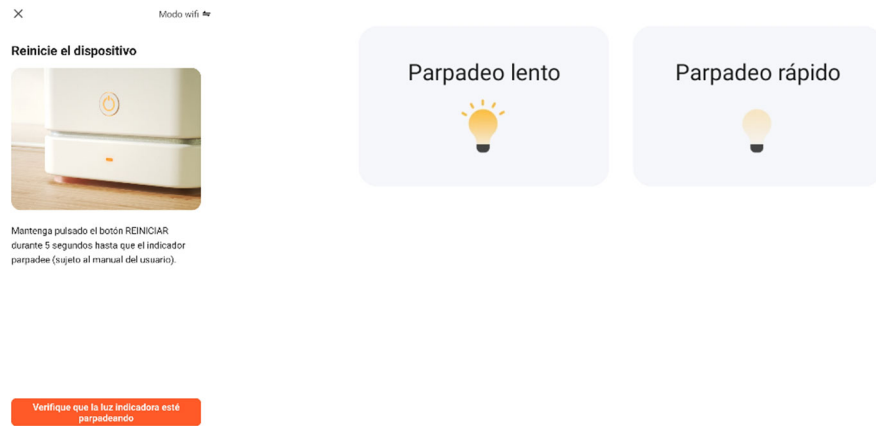 Modo wifi
Reinicie el dispositivo
Mantenga pulsado el botón REINICIAR
durante 5 segundos hasta que el indicador
parpadee (sujeto al manual del usuario).
Verifique que la luz indicadora esté
parpadeando
Parpadeo lento
Parpadeo rápido